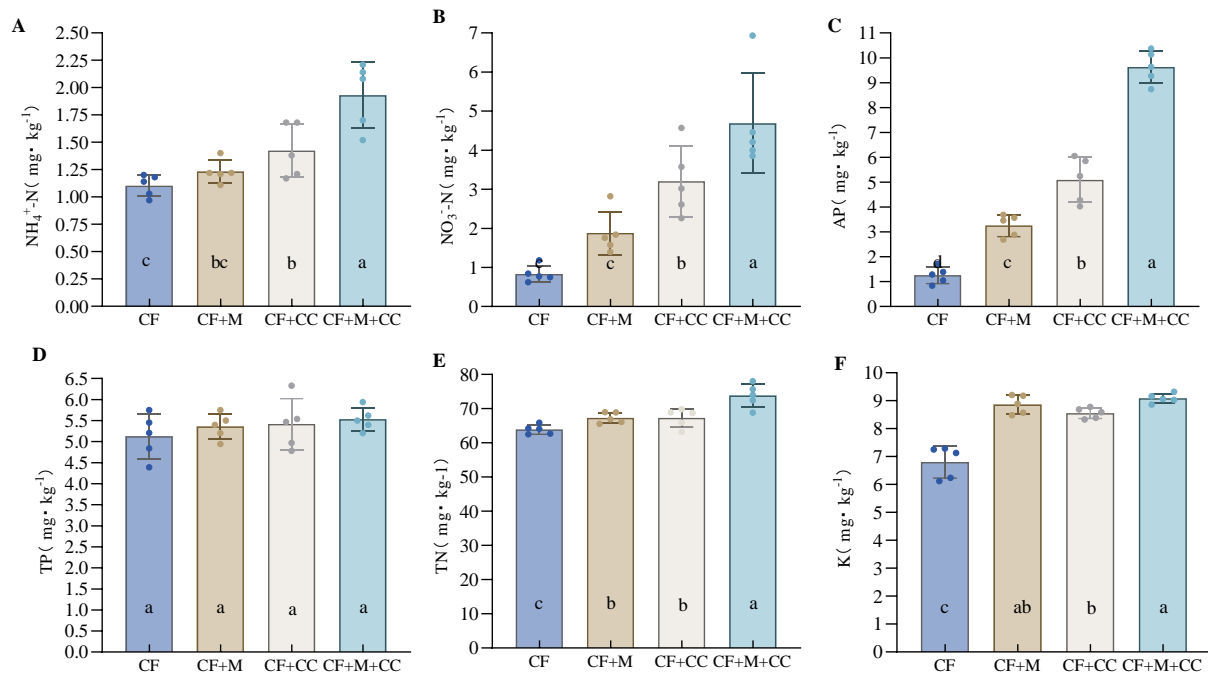 A
NH₄⁺-N( mg• kg⁻¹)
2.50
2.25
2.00
1.75
1.50
1.25
1.00
0.75
0.50
0.25
0.00
c
bc
b
a
CF
CF+M
CF+CC
CF+M+CC
B
NO₃⁻-N( mg• kg⁻¹)
7
6
5
4
3
2
1
0
c
c
b
a
CF
CF+M
CF+CC
CF+M+CC
C
AP( mg• kg⁻¹)
11
10
9
8
7
6
5
4
3
2
1
0
d
c
b
a
CF
CF+M
CF+CC
CF+M+CC
D
TP( mg• kg⁻¹)
6.5
6.0
5.5
5.0
4.5
4.0
3.5
3.0
2.5
2.0
1.5
1.0
0.5
0.0
a
a
a
a
CF
CF+M
CF+CC
CF+M+CC
E
TN( mg• kg-1)
80
70
60
50
40
30
20
10
0
c
b
b
a
CF
CF+M
CF+CC
CF+M+CC
F
K( mg• kg⁻¹)
10
9
8
7
6
5
4
3
2
1
0
c
ab
b
a
CF
CF+M
CF+CC
CF+M+CC